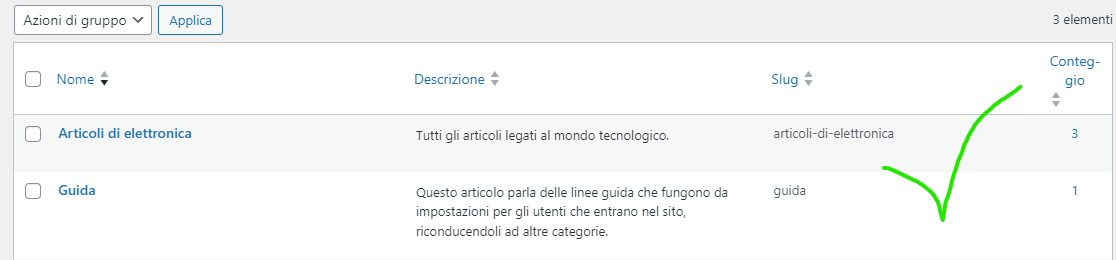 Azioni di gruppo Applica 3 elementi
Nome Descrizione Slug Conteg-
gio
Articoli di elettronica Tutti gli articoli legati al mondo tecnologico. articoli-di-elettronica 3
Guida Questo articolo parla delle linee guida che fungono da guida 1
impostazioni per gli utenti che entrano nel sito,
riconducendoli ad altre categorie.